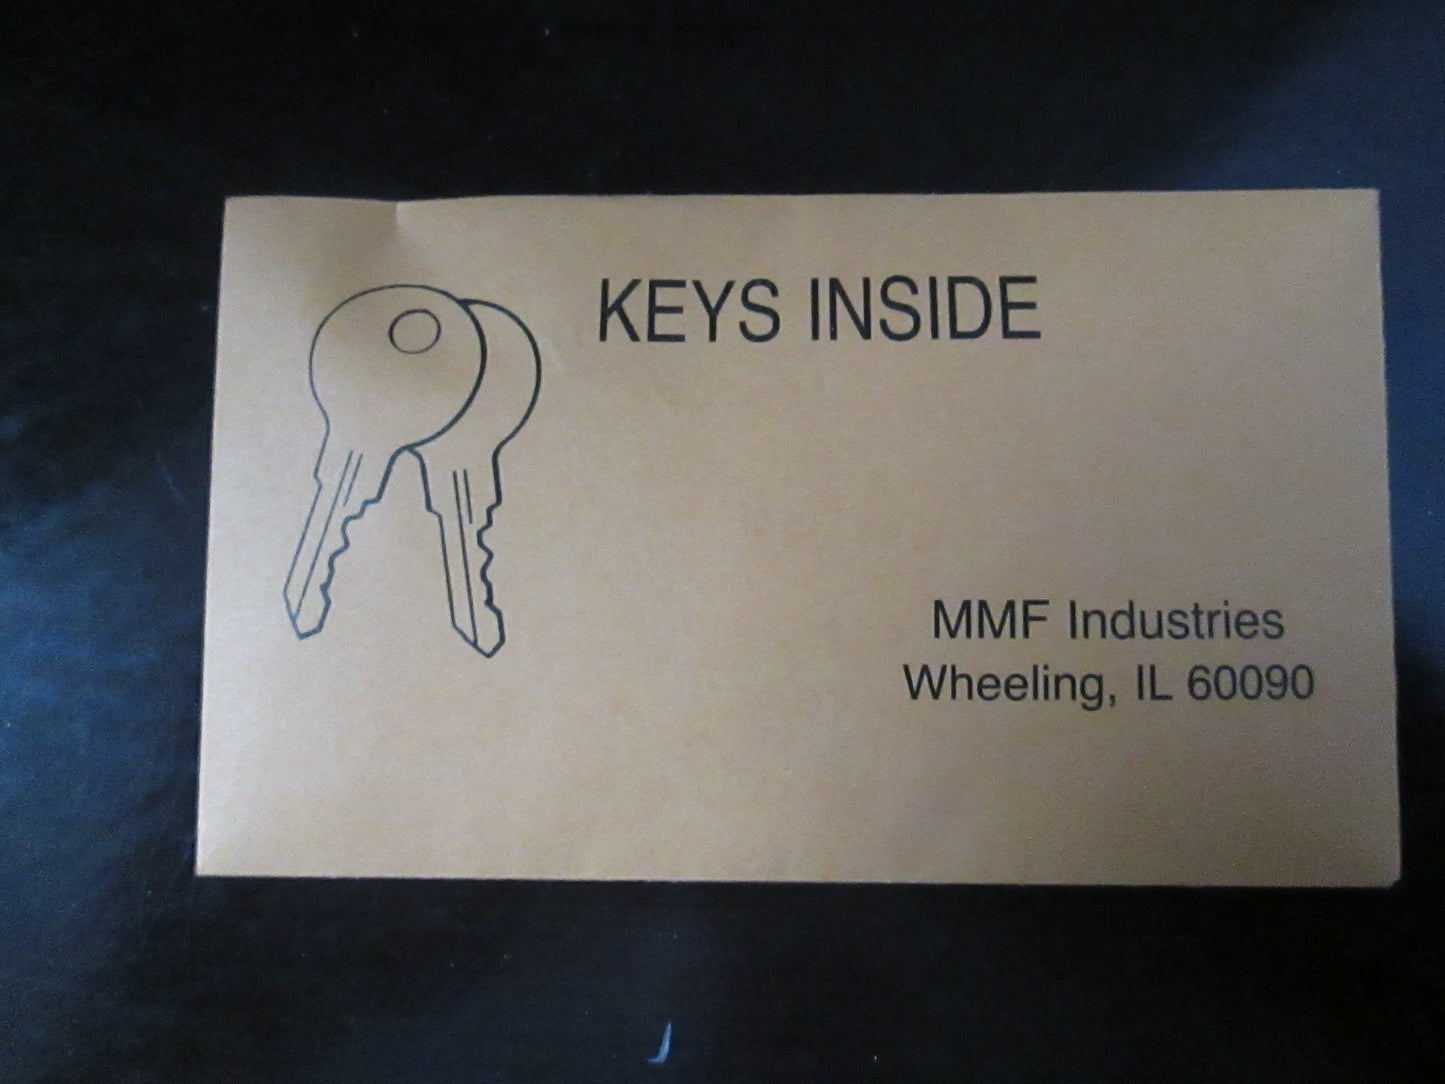 KEYS INSIDE
MMF Industries
Wheeling, IL 60090